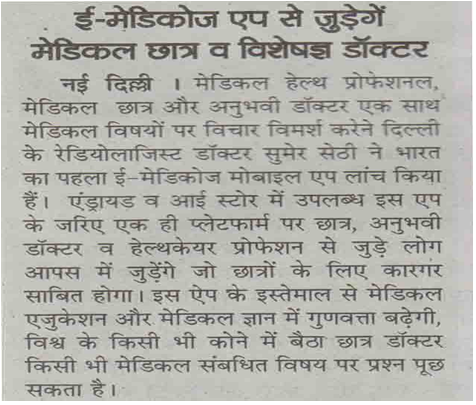 ई-मेडिकोज एप से जुड़ेगें
मेडिकल छात्र व विशेषज्ञ डॉक्टर
नई दिल्ली । मेडिकल हेल्थ प्रोफेशनल,
मेडिकल छात्र और अनुभवी डॉक्टर एक साथ
मेडिकल विषयों पर विचार विमर्श करेने दिल्ली
के रेडियोलाजिस्ट डॉक्टर सुमेर सेठी ने भारत
का पहला ई-मेडिकोज मोबाइल एप लांच किया
हैं। एंड्रायड व आई स्टोर में उपलब्ध इस एप
के जरिए एक ही प्लेटफार्म पर छात्र, अनुभवी
डॉक्टर व हेल्थकेयर प्रोफेशन से जुड़े लोग
आपस में जुड़ेंगे जो छात्रों के लिए कारगर
साबित होगा। इस ऐप के इस्तेमाल से मेडिकल
एजुकेशन और मेडिकल ज्ञान में गुणवत्ता बढ़ेगी,
विश्व के किसी भी कोने में बैठा छात्र डॉक्टर
किसी भी मेडिकल संबधित विषय पर प्रश्न पूछ
सकता है।